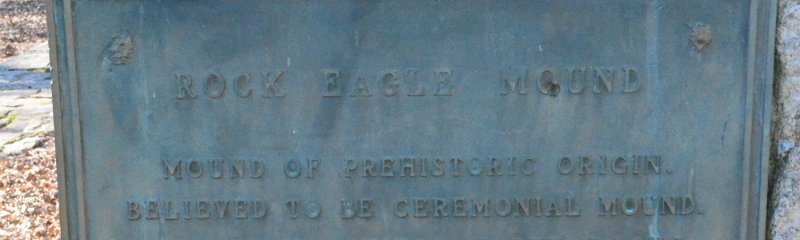 ROCK EAGLE MOUND
MOUND OF PREHISTORIC ORIGIN.
BELIEVED TO BE CEREMONIAL MOUND.